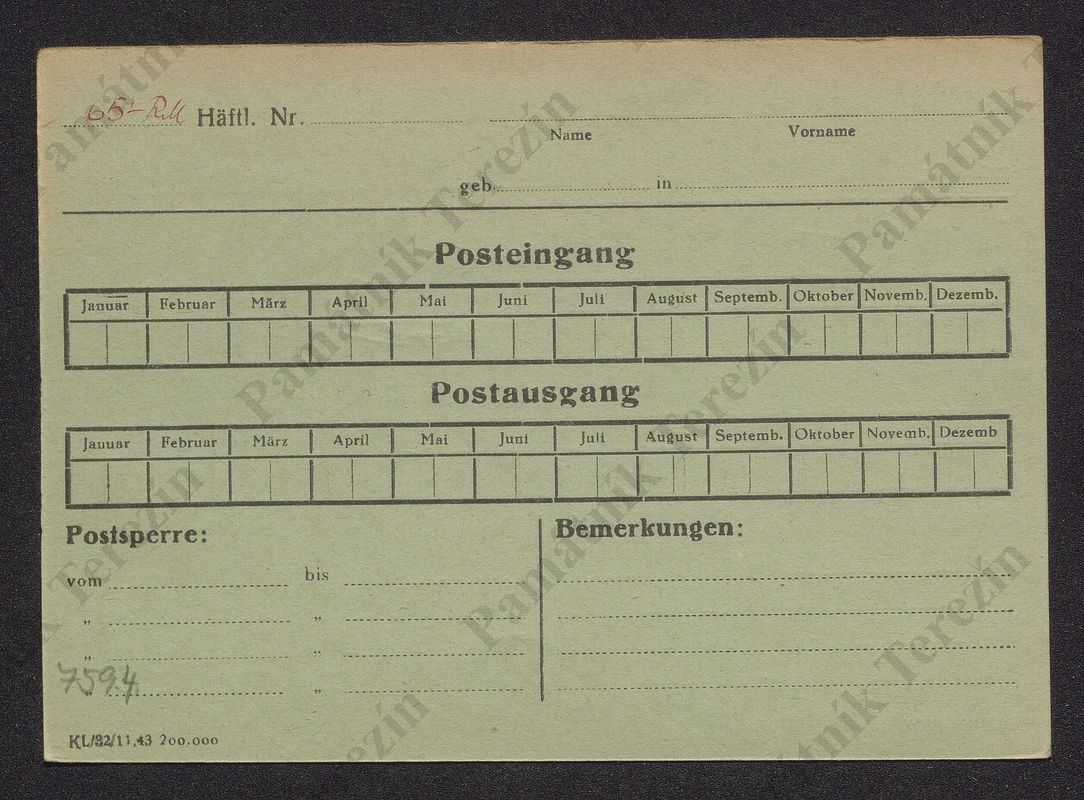 65- RM Häftl. Nr.
Name Vorname
geb. in
Posteingang
Januar Februar März April Mai Juni Juli August Septemb. Oktober Novemb. Dezemb.
Postausgang
Januar Februar März April Mai Juni Juli August Septemb. Oktober Novemb. Dezemb
Postsperre: Bemerkungen:
vom bis
„ „
„ „
„ „
7594
KL/32/11.43 200.000
Památník Terezín